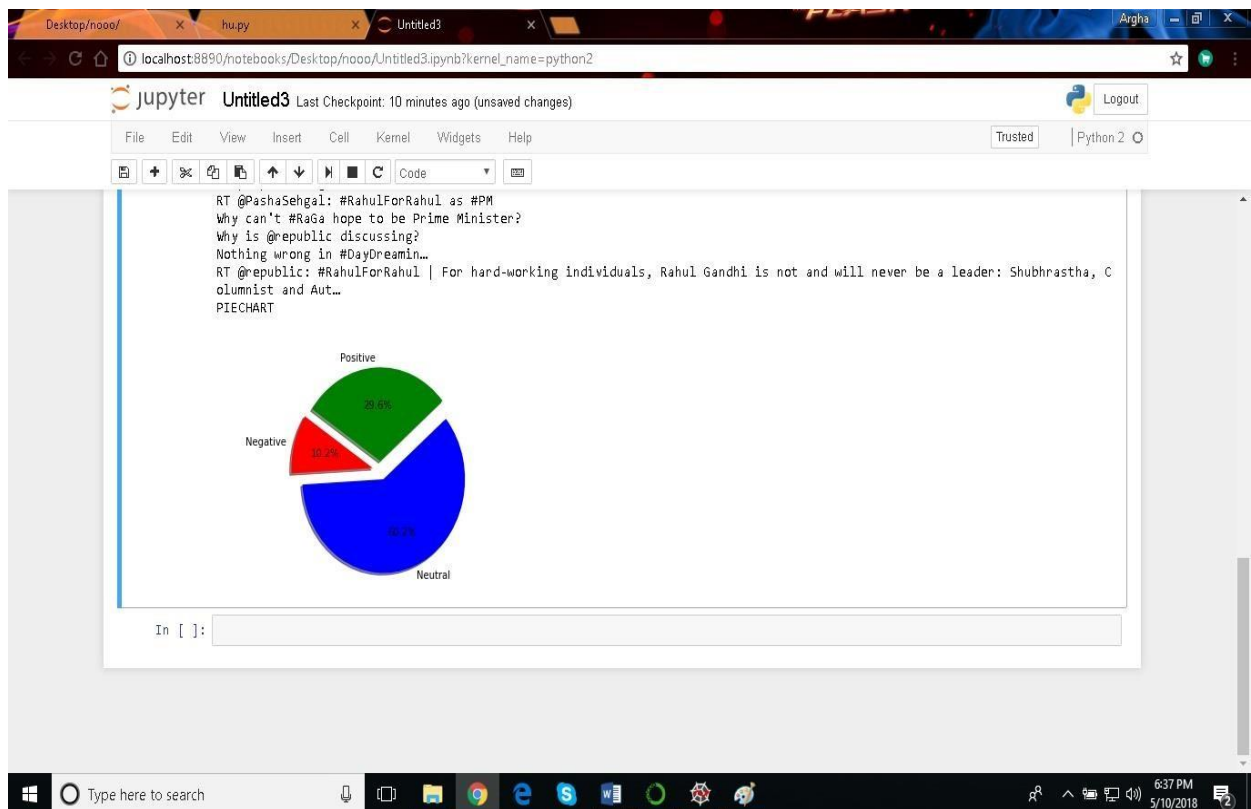 Desktop/nooo/
hu.py
Untitled3
Argha
localhost:8890/notebooks/Desktop/nooo/Untitled3.ipynb?kernel_name=python2
jupyter Untitled3 Last Checkpoint: 10 minutes ago (unsaved changes)
Logout
File Edit View Insert Cell Kernel Widgets Help
Trusted
Python 2
Code
RT @PashaSehgal: #RahulForRahul as #PM
Why can't #RaGa hope to be Prime Minister?
Why is @republic discussing?
Nothing wrong in #DayDreamin…
RT @republic: #RahulForRahul | For hard-working individuals, Rahul Gandhi is not and will never be a leader: Shubhrastha, C
olumnist and Aut…
PIECHART
Positive
29.6%
Negative
10.2%
60.2%
Neutral
In [ ]:
Type here to search
6:37 PM
5/10/2018